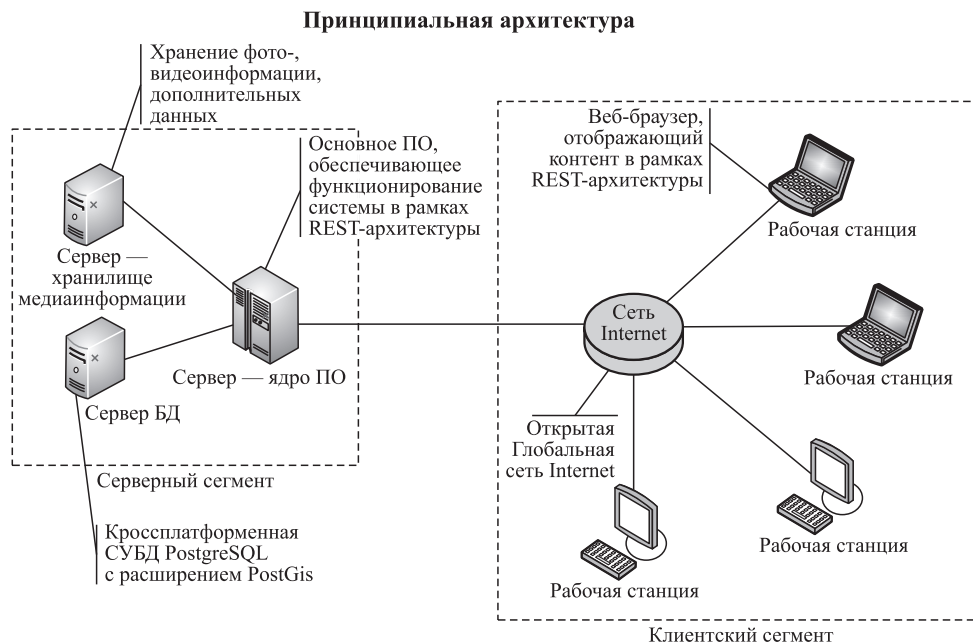 Принципиальная архитектура
Хранение фото-,
видеоинформации,
дополнительных
данных
Основное ПО,
обеспечивающее
функционирование
системы в рамках
REST-архитектуры
Сервер —
хранилище
медиаинформации
Сервер — ядро ПО
Сервер БД
Серверный сегмент
Кроссплатформенная
СУБД PostgreSQL
с расширением PostGis
Веб-браузер,
отображающий
контент в рамках
REST-архитектуры
Рабочая станция
Сеть
Internet
Рабочая станция
Открытая
Глобальная
сеть Internet
Рабочая станция
Рабочая станция
Клиентский сегмент